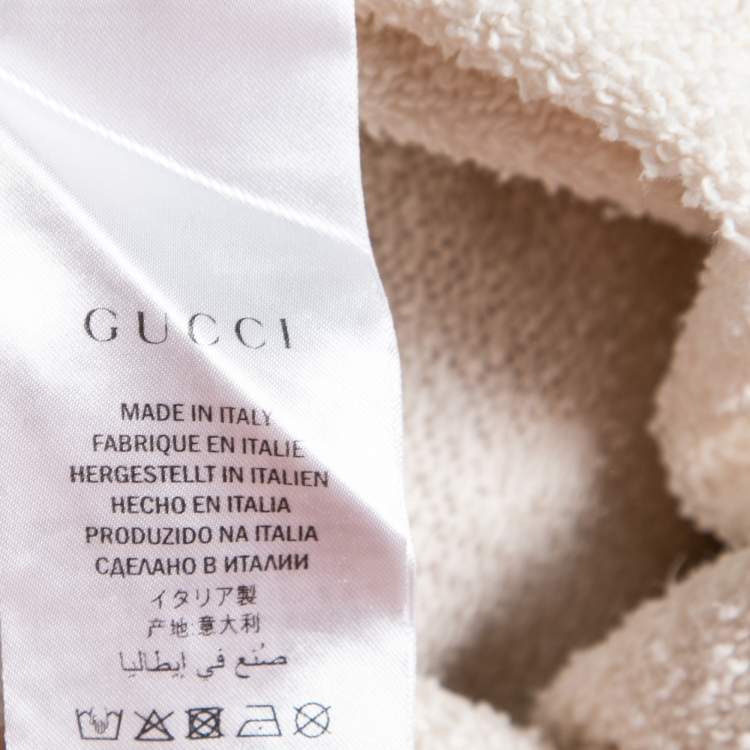 GUCCI
MADE IN ITALY
FABRIQUE EN ITALIE
HERGESTELLT IN ITALIEN
HECHO EN ITALIA
PRODUZIDO NA ITALIA
СДЕЛАНО В ИТАЛИИ
イタリア製
产地:意大利
صُنع في إيطاليا